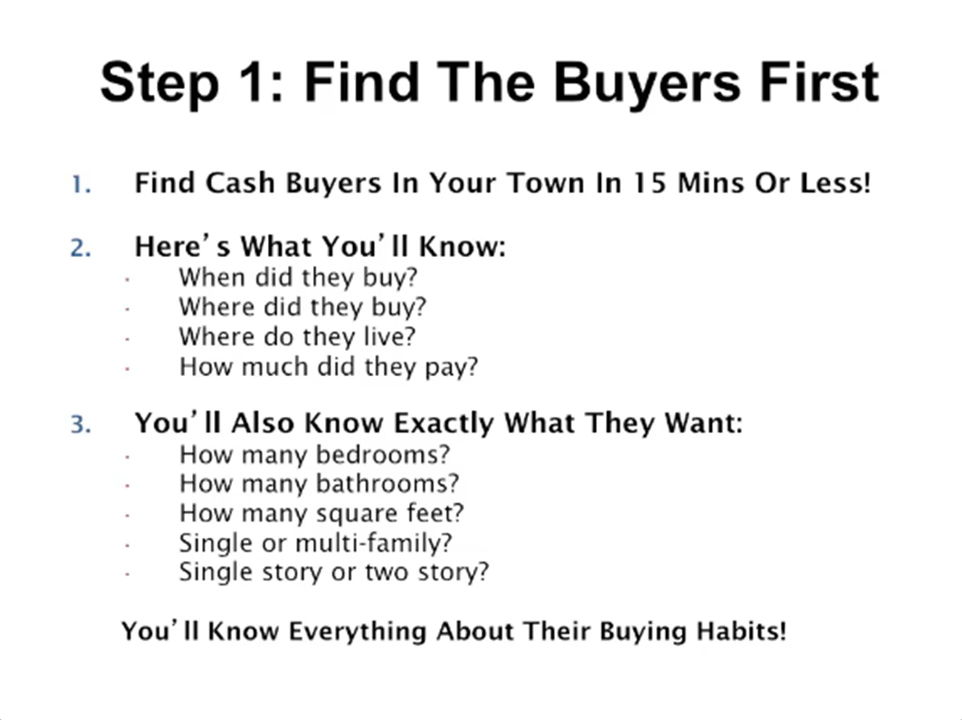 Step 1: Find The Buyers First
1. Find Cash Buyers In Your Town In 15 Mins Or Less!
2. Here’s What You’ll Know:
· When did they buy?
· Where did they buy?
· Where do they live?
· How much did they pay?
3. You’ll Also Know Exactly What They Want:
· How many bedrooms?
· How many bathrooms?
· How many square feet?
· Single or multi-family?
· Single story or two story?
You’ll Know Everything About Their Buying Habits!